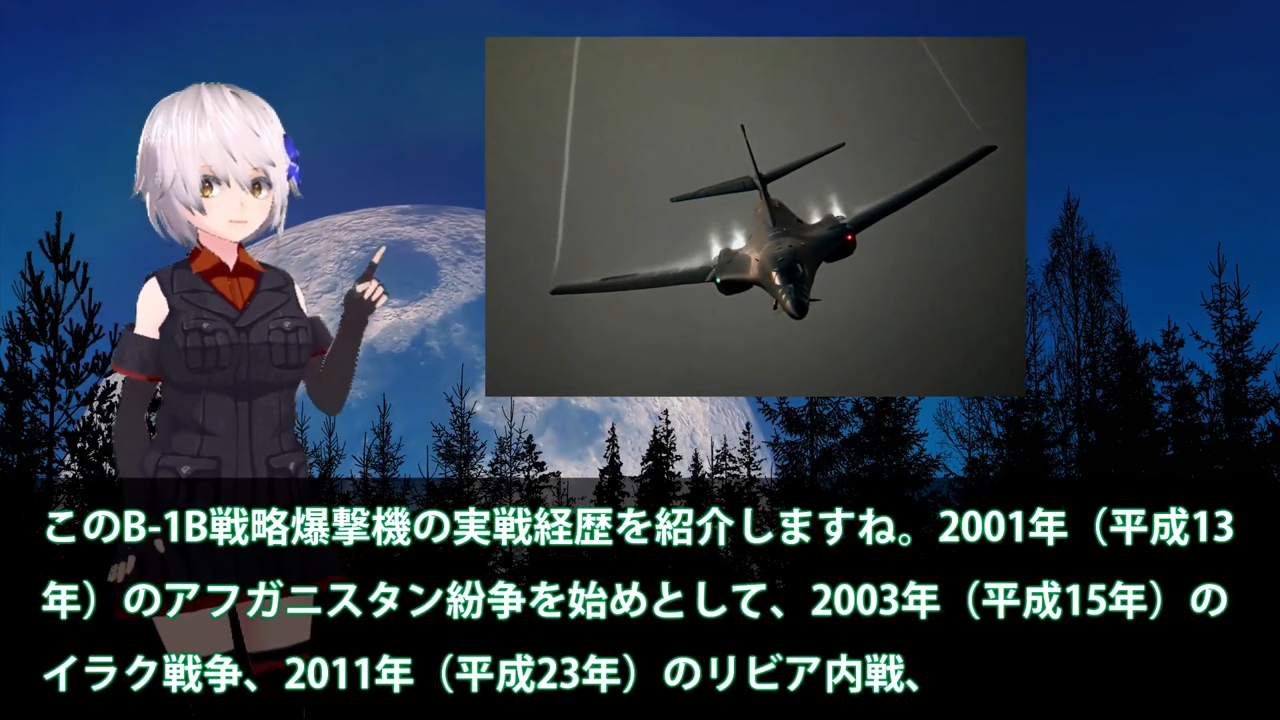 このB-1B戦略爆撃機の実戦経歴を紹介しますね。2001年（平成13
年）のアフガニスタン紛争を始めとして、2003年（平成15年）の
イラク戦争、2011年（平成23年）のリビア内戦、